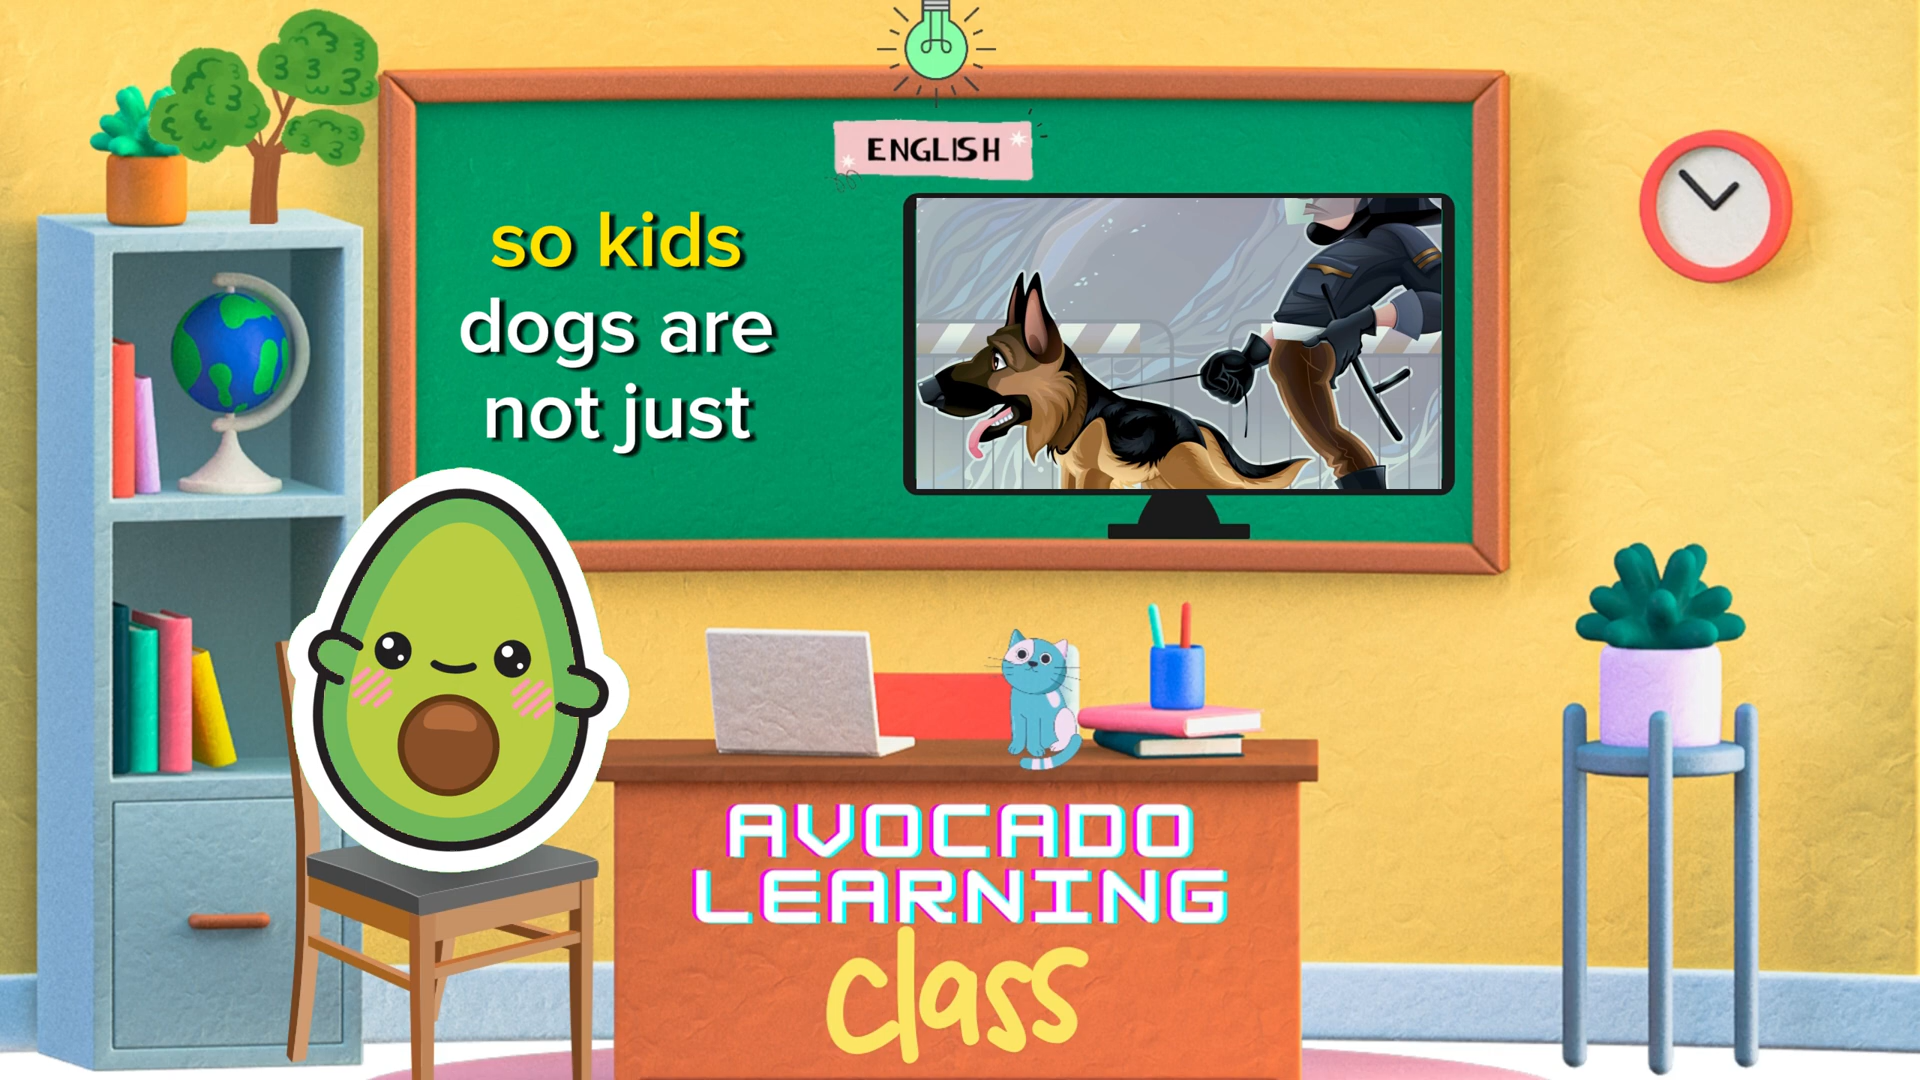 ENGLISH
so kids
dogs are
not just
AVOCADO
LEARNING
class